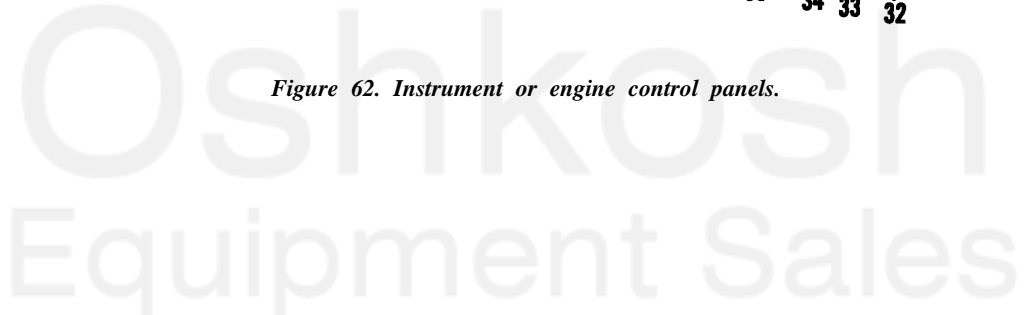 34 33 32
Figure 62. Instrument or engine control panels.
Oshkosh
Equipment Sales